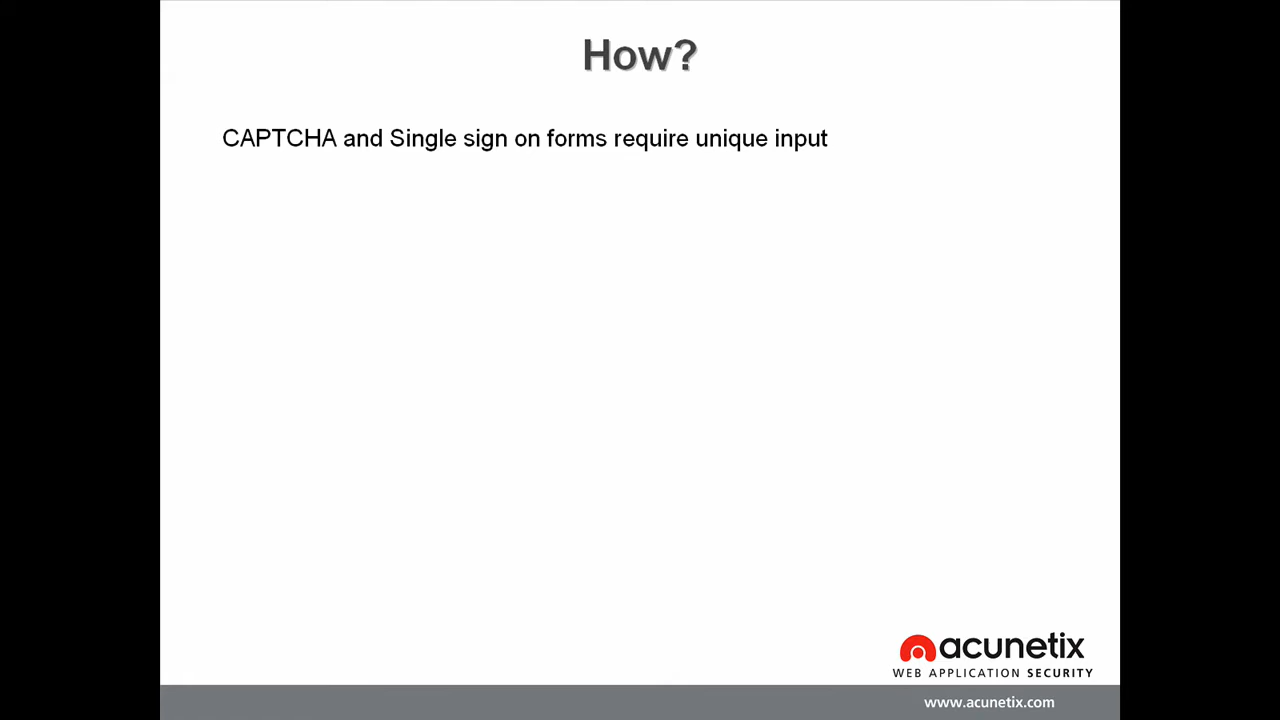 How?
CAPTCHA and Single sign on forms require unique input
acunetix
WEB APPLICATION SECURITY
www.acunetix.com